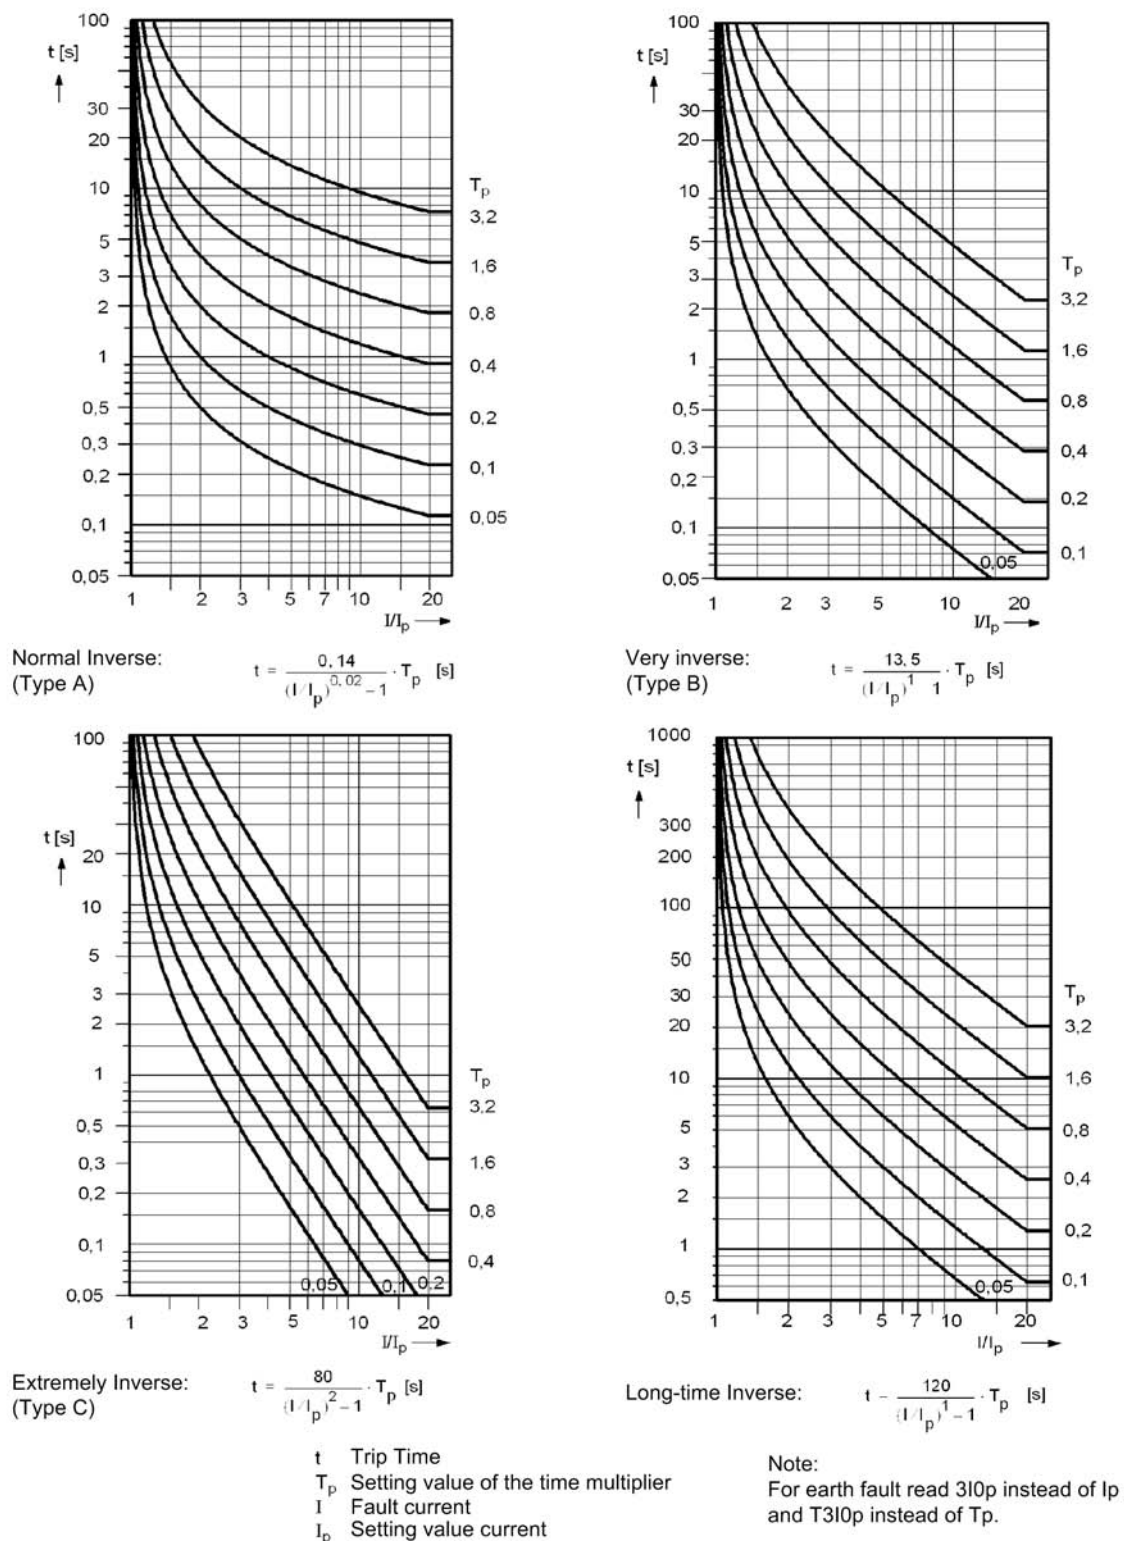 100
t [s]
30
20
10
5
3
2
1
0,5
0,3
0,2
0,1
0,05
1 2 3 5 7 10 20
I/Ip
Tp
3,2
1,6
0,8
0,4
0,2
0,1
0,05
Normal Inverse:
(Type A)
t = 0,14 / (I/Ip)^0,02 -1 · Tp [s]
100
t [s]
30
20
10
5
3
2
1
0,5
0,3
0,2
0,1
0,05
1 2 3 5 10 20
I/Ip
Tp
3,2
1,6
0,8
0,4
0,2
0,1
0,05
Very inverse:
(Type B)
t = 13,5 / (I/Ip)^1 1 · Tp [s]
100
t [s]
20
10
5
3
2
1
0,5
0,3
0,2
0,1
0,05
1 2 3 5 10 20
I/Ip
Tp
3,2
1,6
0,8
0,4
0,05 0,1 0,2
Extremely Inverse:
(Type C)
t = 80 / (I/Ip)^2 -1 · Tp [s]
1000
t [s]
300
200
100
50
30
20
10
5
3
2
1
0,5
1 2 3 5 7 10 20
I/Ip
Tp
3,2
1,6
0,8
0,4
0,2
0,1
0,05
Long-time Inverse:
t – 120 / (I/Ip)^1 -1 · Tp [s]
t Trip Time
Tp Setting value of the time multiplier
I Fault current
Ip Setting value current
Note:
For earth fault read 3I0p instead of Ip
and T3I0p instead of Tp.